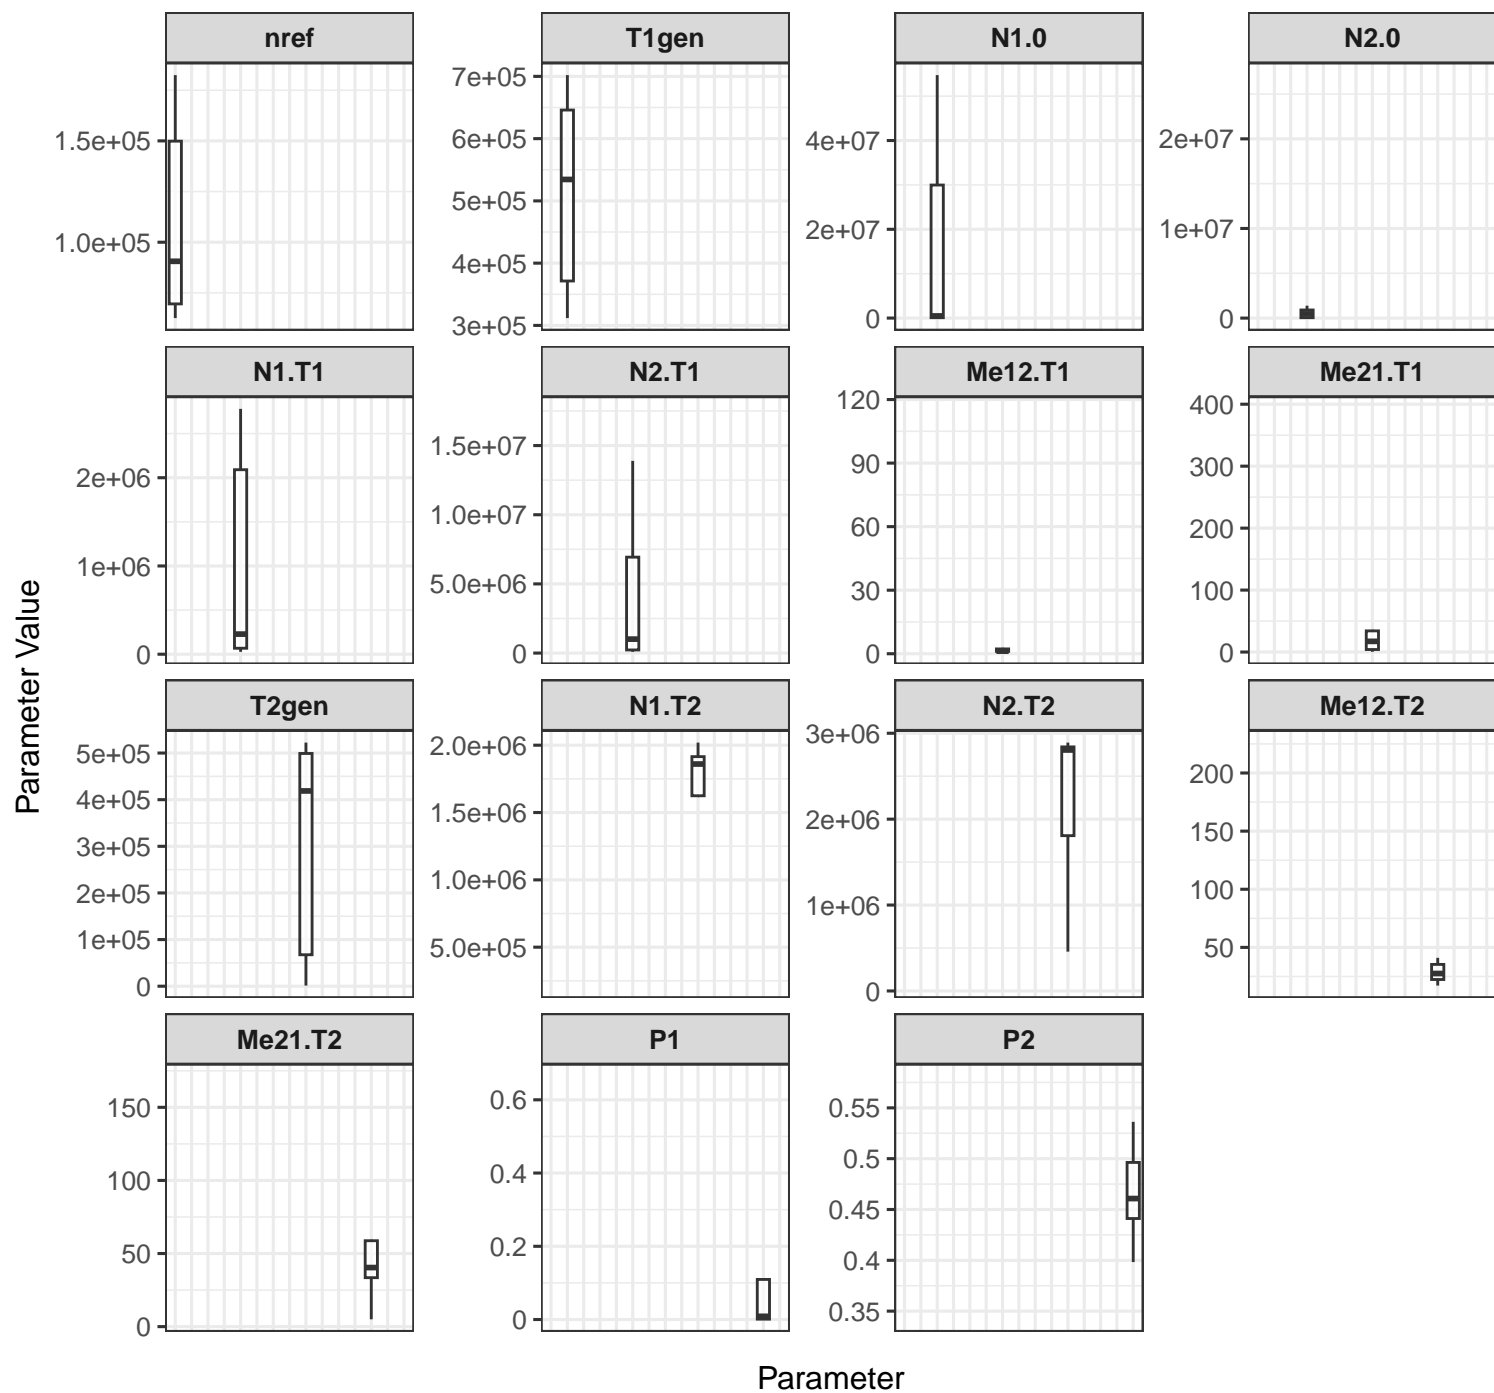 nref
T1gen
N1.0
N2.0
1.5e+05
1.0e+05
7e+05
6e+05
5e+05
4e+05
3e+05
4e+07
2e+07
0
2e+07
1e+07
0
N1.T1
N2.T1
Me12.T1
Me21.T1
2e+06
1e+06
0
1.5e+07
1.0e+07
5.0e+06
0
120
90
60
30
0
400
300
200
100
0
Parameter Value
T2gen
N1.T2
N2.T2
Me12.T2
5e+05
4e+05
3e+05
2e+05
1e+05
0
2.0e+06
1.5e+06
1.0e+06
5.0e+05
3e+06
2e+06
1e+06
0
200
150
100
50
Me21.T2
P1
P2
150
100
50
0
0.6
0.4
0.2
0
0.55
0.5
0.45
0.4
0.35
Parameter